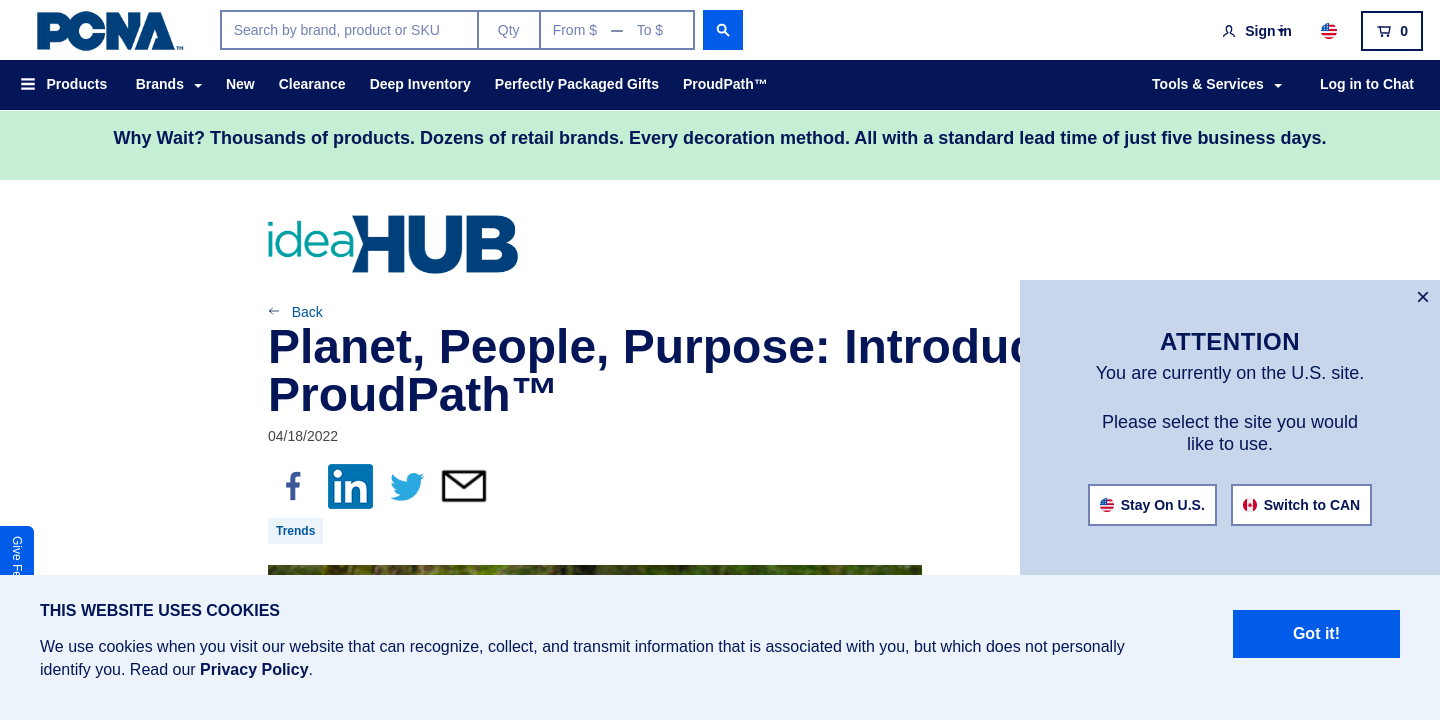 PCNA™
Search by brand, product or SKU
Qty
From $ — To $
Sign in
0
Products
Brands
New
Clearance
Deep Inventory
Perfectly Packaged Gifts
ProudPath™
Tools & Services
Log in to Chat
Why Wait? Thousands of products. Dozens of retail brands. Every decoration method. All with a standard lead time of just five business days.
ideaHUB
Back
Planet, People, Purpose:
ProudPath™
04/18/2022
Trends
Give
×
ATTENTION
You are currently on the U.S. site.
Please select the site you would
like to use.
Stay On U.S.
Switch to CAN
THIS WEBSITE USES COOKIES
We use cookies when you visit our website that can recognize, collect, and transmit information that is associated with you, but which does not personally
identify you. Read our Privacy Policy.
Got it!